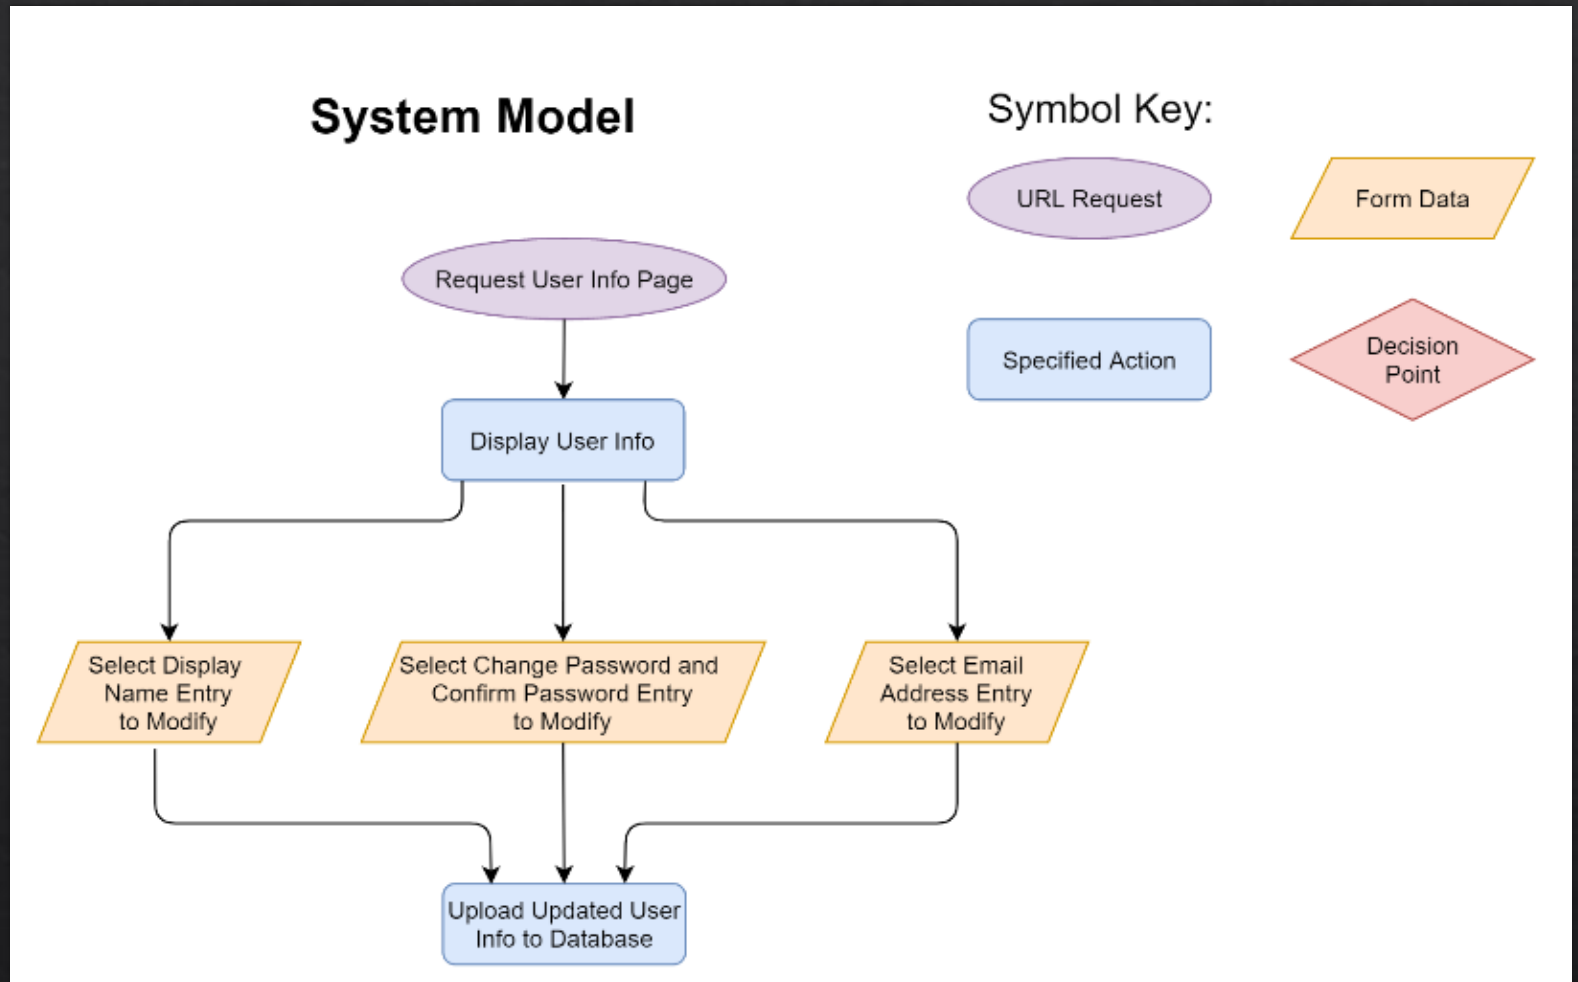 System Model
Symbol Key:
URL Request
Form Data
Request User Info Page
Specified Action
Decision
Point
Display User Info
Select Display
Name Entry
to Modify
Select Change Password and
Confirm Password Entry
to Modify
Select Email
Address Entry
to Modify
Upload Updated User
Info to Database